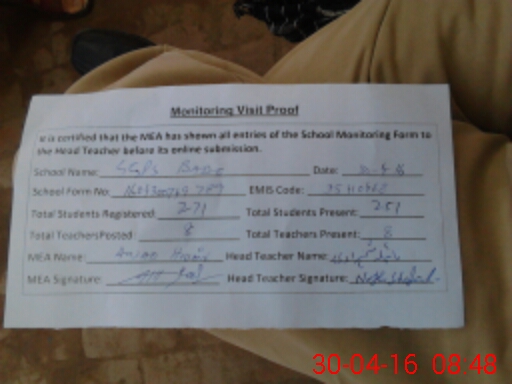 Monitoring Visit Proof
It is certified that the MEA has shown all entries of the School Monitoring Form to
the Head Teacher before its online submission.
School Name: Date:
School Form No: EMIS Code:
Total Students Registered: 271 Total Students Present: 251
Total Teachers Posted: 8 Total Teachers Present: 8
MEA Name: Head Teacher Name:
MEA Signature: Head Teacher Signature:
30-04-16 08:48